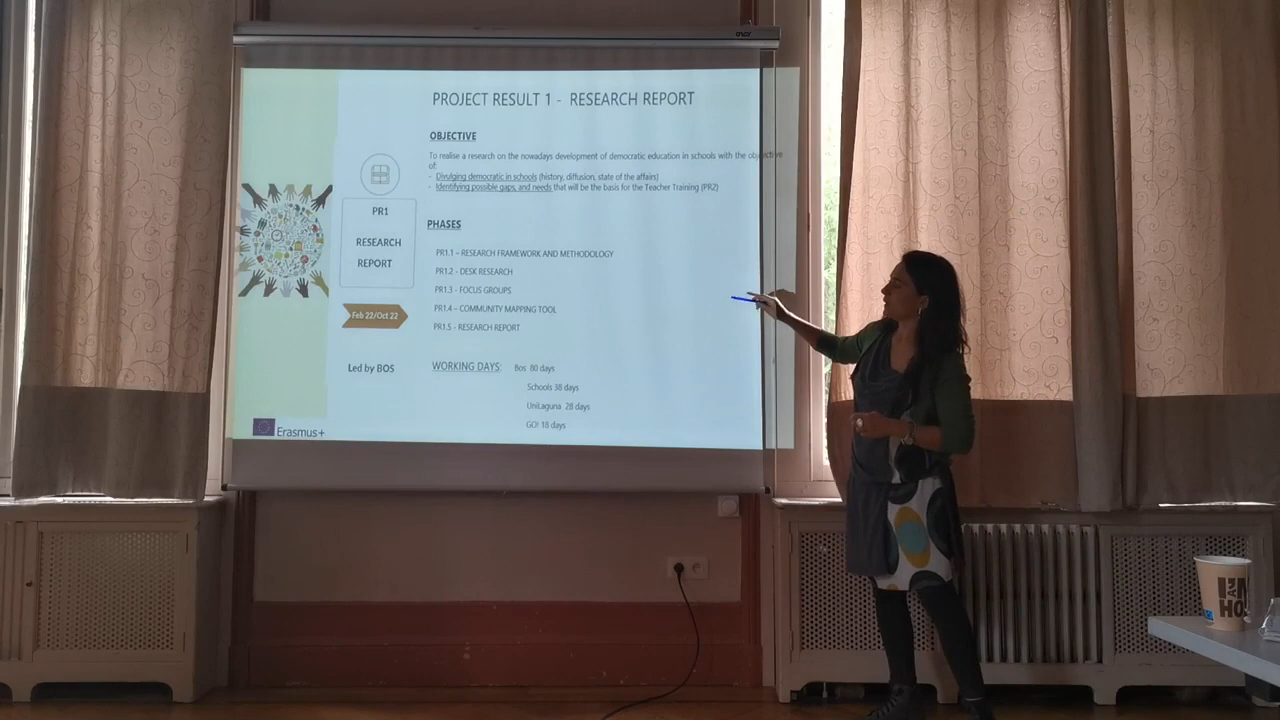 PROJECT RESULT 1 - RESEARCH REPORT
OBJECTIVE
To realise a research on the nowadays development of democratic education in schools with the objective
of:
- Divulging democratic in schools (history, diffusion, state of the affairs)
- Identifying possible gaps, and needs that will be the basis for the Teacher Training (PR2)
PR1
RESEARCH
REPORT
Feb 22/Oct 22
Led by BOS
PHASES
PR1.1 – RESEARCH FRAMEWORK AND METHODOLOGY
PR1.2 - DESK RESEARCH
PR1.3 - FOCUS GROUPS
PR1.4 – COMMUNITY MAPPING TOOL
PR1.5 - RESEARCH REPORT
WORKING DAYS: Bos 80 days
Schools 38 days
UniLaguna 28 days
GO! 18 days
Erasmus+